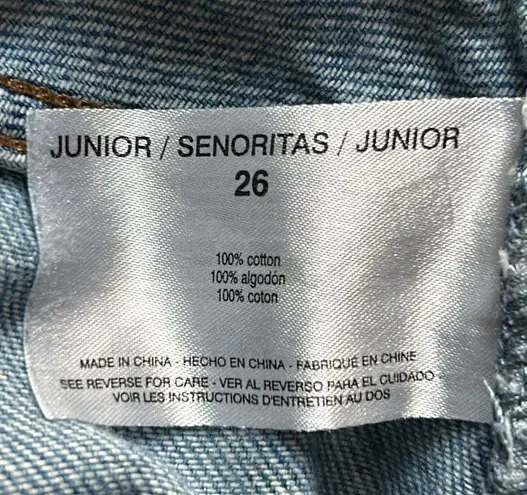 JUNIOR / SENORITAS / JUNIOR
26
100% cotton
100% algodón
100% coton
MADE IN CHINA - HECHO EN CHINA - FABRIQUÉ EN CHINE
SEE REVERSE FOR CARE - VER AL REVERSO PARA EL CUIDADO -
VOIR LES INSTRUCTIONS D'ENTRETIEN AU DOS